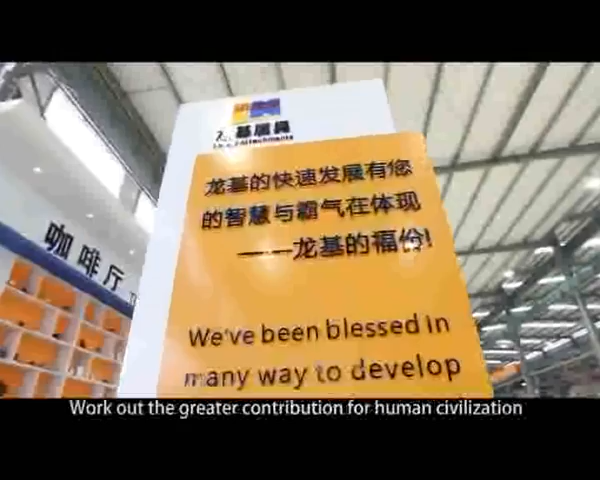 龙基的快速发展有您
的智慧与霸气在体现
——龙基的福份!
We've been blessed in
many way to develop
咖啡厅
Work out the greater contribution for human civilization